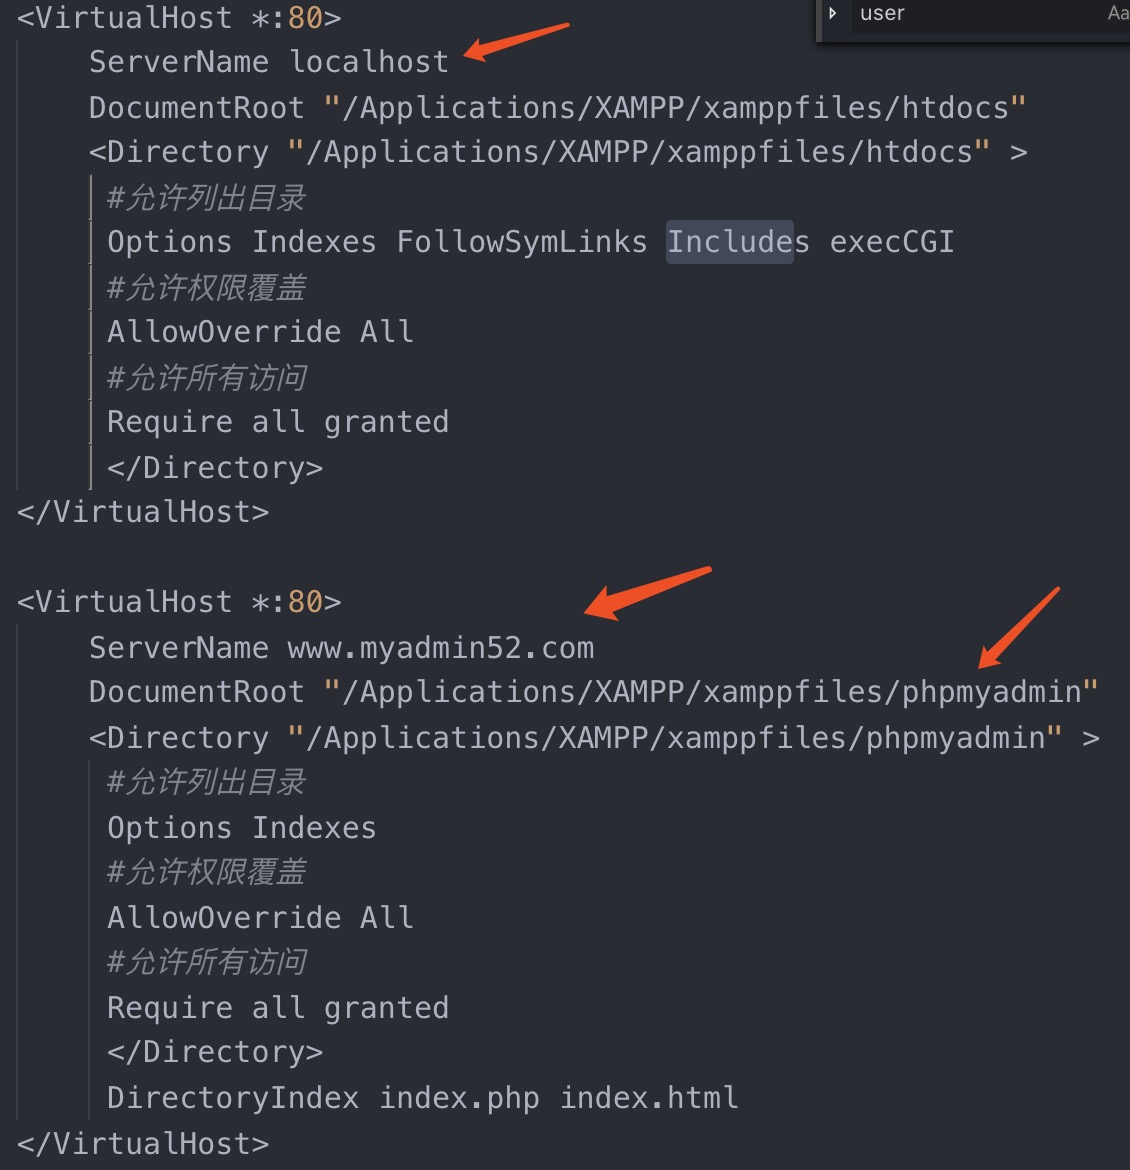 <VirtualHost *:80>
user
Aa
ServerName localhost
DocumentRoot "/Applications/XAMPP/xamppfiles/htdocs"
<Directory "/Applications/XAMPP/xamppfiles/htdocs" >
#允许列出目录
Options Indexes FollowSymLinks Includes execCGI
#允许权限覆盖
AllowOverride All
#允许所有访问
Require all granted
</Directory>
</VirtualHost>
<VirtualHost *:80>
ServerName www.myadmin52.com
DocumentRoot "/Applications/XAMPP/xamppfiles/phpmyadmin"
<Directory "/Applications/XAMPP/xamppfiles/phpmyadmin" >
#允许列出目录
Options Indexes
#允许权限覆盖
AllowOverride All
#允许所有访问
Require all granted
</Directory>
DirectoryIndex index.php index.html
</VirtualHost>